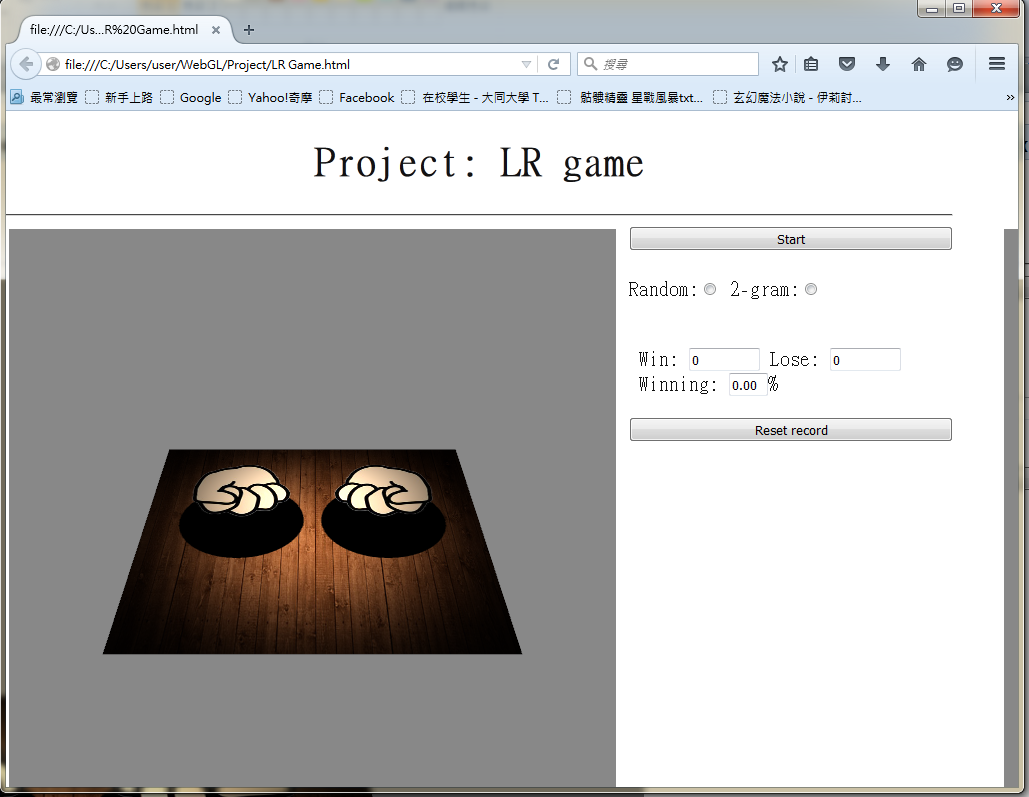 file:///C:/Us...R%20Game.html
file:///C:/Users/user/WebGL/Project/LR Game.html
搜尋
最常瀏覽 新手上路 Google Yahoo!奇摩 Facebook 在校學生 - 大同大學 T... 骷髏精靈 星戰風暴txt... 玄幻魔法小說 - 伊莉討...
Project: LR game
Start
Random: 2-gram:
Win: 0 Lose: 0
Winning: 0.00 %
Reset record